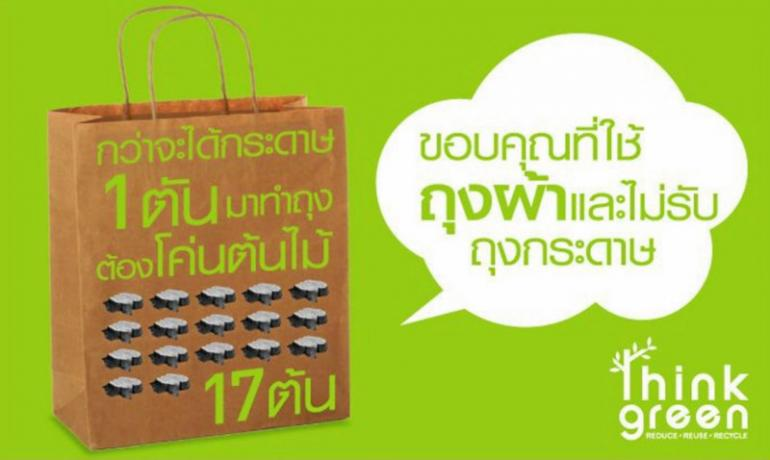 กว่าจะได้กระดาษ
1 ตัน มาทำถุง
ต้องโค่นต้นไม้
17 ต้น
ขอบคุณที่ใช้
ถุงผ้าและไม่รับ
ถุงกระดาษ
Think
green
REDUCE • REUSE • RECYCLE